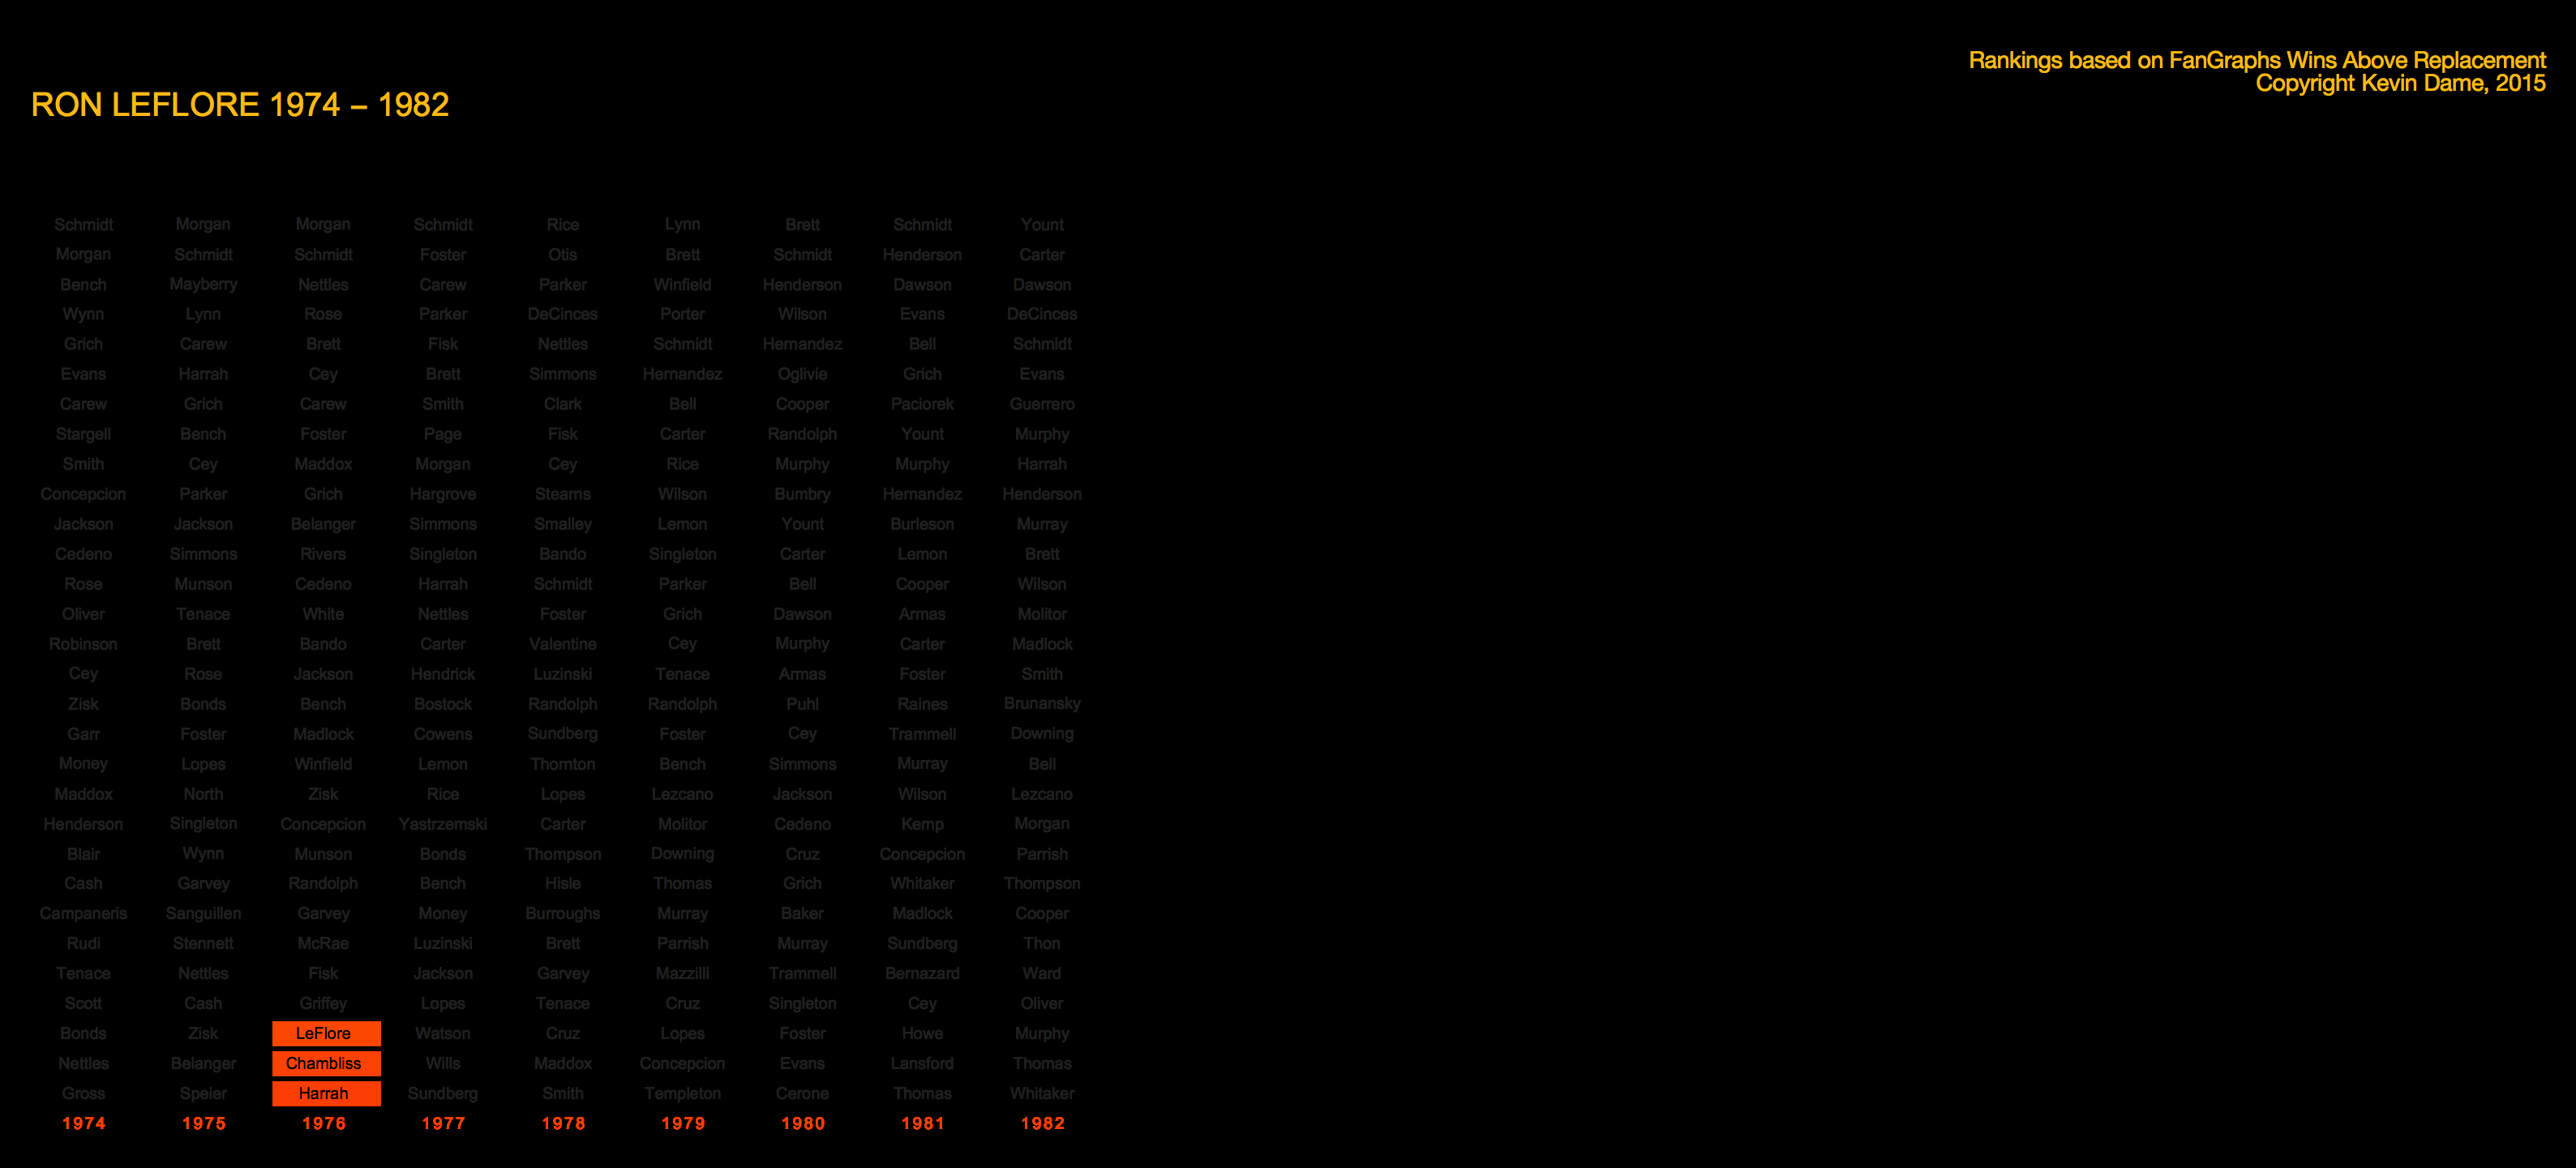 Rankings based on FanGraphs Wins Above Replacement
Copyright Kevin Dame, 2015
RON LEFLORE 1974 – 1982
Schmidt Morgan Morgan Schmidt Rice Lynn Brett Schmidt Yount
Morgan Schmidt Schmidt Foster Otis Brett Schmidt Henderson Carter
Bench Mayberry Nettles Carew Parker Winfield Henderson Dawson Dawson
Wynn Lynn Rose Parker DeCinces Porter Wilson Evans DeCinces
Grich Carew Brett Fisk Nettles Schmidt Hernandez Bell Schmidt
Evans Harrah Cey Brett Simmons Hernandez Oglivie Grich Evans
Carew Grich Carew Smith Clark Bell Cooper Paciorek Guerrero
Stargell Bench Foster Page Fisk Carter Randolph Yount Murphy
Smith Cey Maddox Morgan Cey Rice Murphy Murphy Harrah
Concepcion Parker Grich Hargrove Stearns Wilson Bumbry Hernandez Henderson
Jackson Jackson Belanger Simmons Smalley Lemon Yount Burleson Murray
Cedeno Simmons Rivers Singleton Bando Singleton Carter Lemon Brett
Rose Munson Cedeno Harrah Schmidt Parker Bell Cooper Wilson
Oliver Tenace White Nettles Foster Grich Dawson Armas Molitor
Robinson Brett Bando Carter Valentine Cey Murphy Carter Madlock
Cey Rose Jackson Hendrick Luzinski Tenace Armas Foster Smith
Zisk Bonds Bench Bostock Randolph Randolph Puhl Raines Brunansky
Garr Foster Madlock Cowens Sundberg Foster Cey Trammell Downing
Money Lopes Winfield Lemon Thornton Bench Simmons Murray Bell
Maddox North Zisk Rice Lopes Lezcano Jackson Wilson Lezcano
Henderson Singleton Concepcion Yastrzemski Carter Molitor Cedeno Kemp Morgan
Blair Wynn Munson Bonds Thompson Downing Cruz Concepcion Parrish
Cash Garvey Randolph Bench Hisle Thomas Grich Whitaker Thompson
Campaneris Sanguillen Garvey Money Burroughs Murray Baker Madlock Cooper
Rudi Stennett McRae Luzinski Brett Parrish Murray Sundberg Thon
Tenace Nettles Fisk Jackson Garvey Mazzilli Trammell Bernazard Ward
Scott Cash Griffey Lopes Tenace Cruz Singleton Cey Oliver
Bonds Zisk LeFlore Watson Cruz Lopes Foster Howe Murphy
Nettles Belanger Chambliss Wills Maddox Concepcion Evans Lansford Thomas
Gross Speier Harrah Sundberg Smith Templeton Cerone Thomas Whitaker
1974 1975 1976 1977 1978 1979 1980 1981 1982